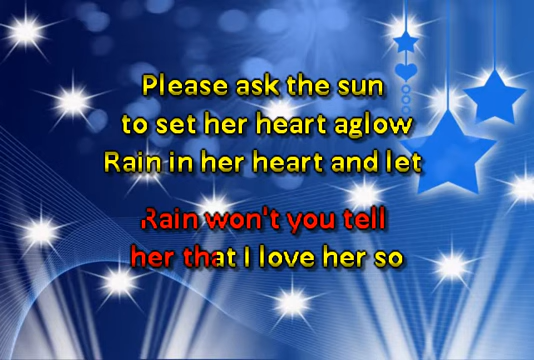 Please ask the sun
to set her heart aglow
Rain in her heart and let
Rain won't you tell
her that I love her so